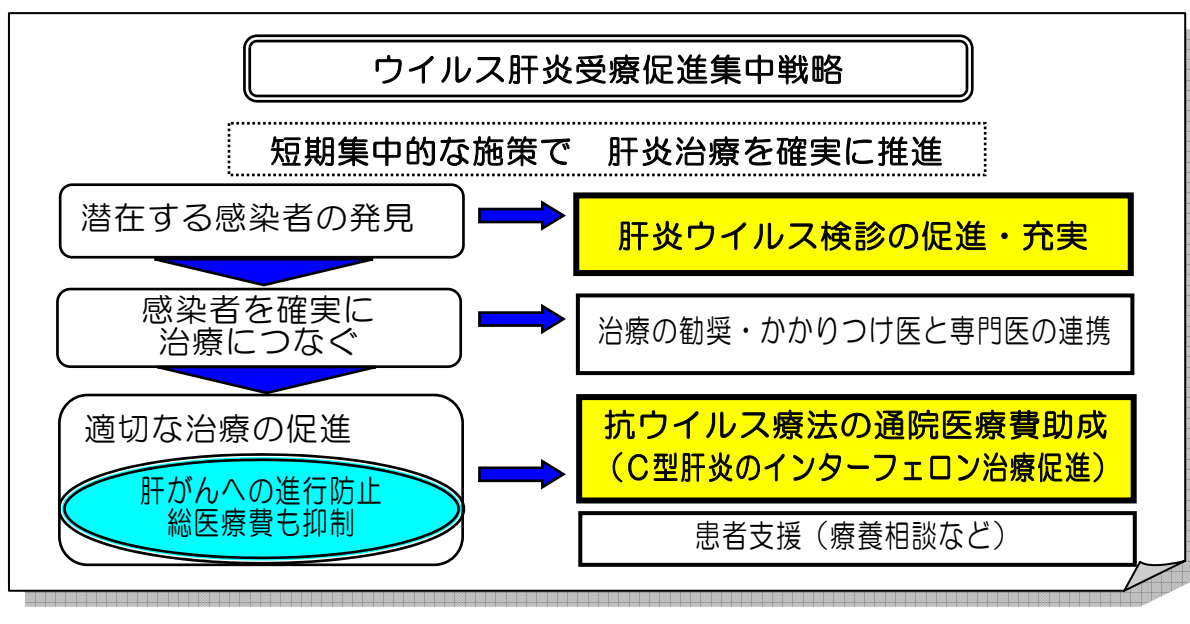 ウイルス肝炎受療促進集中戦略
短期集中的な施策で　肝炎治療を確実に推進
潜在する感染者の発見
肝炎ウイルス検診の促進・充実
感染者を確実に
治療につなぐ
治療の勧奨・かかりつけ医と専門医の連携
適切な治療の促進
肝がんへの進行防止
総医療費も抑制
抗ウイルス療法の通院医療費助成
（C型肝炎のインターフェロン治療促進）
患者支援（療養相談など）